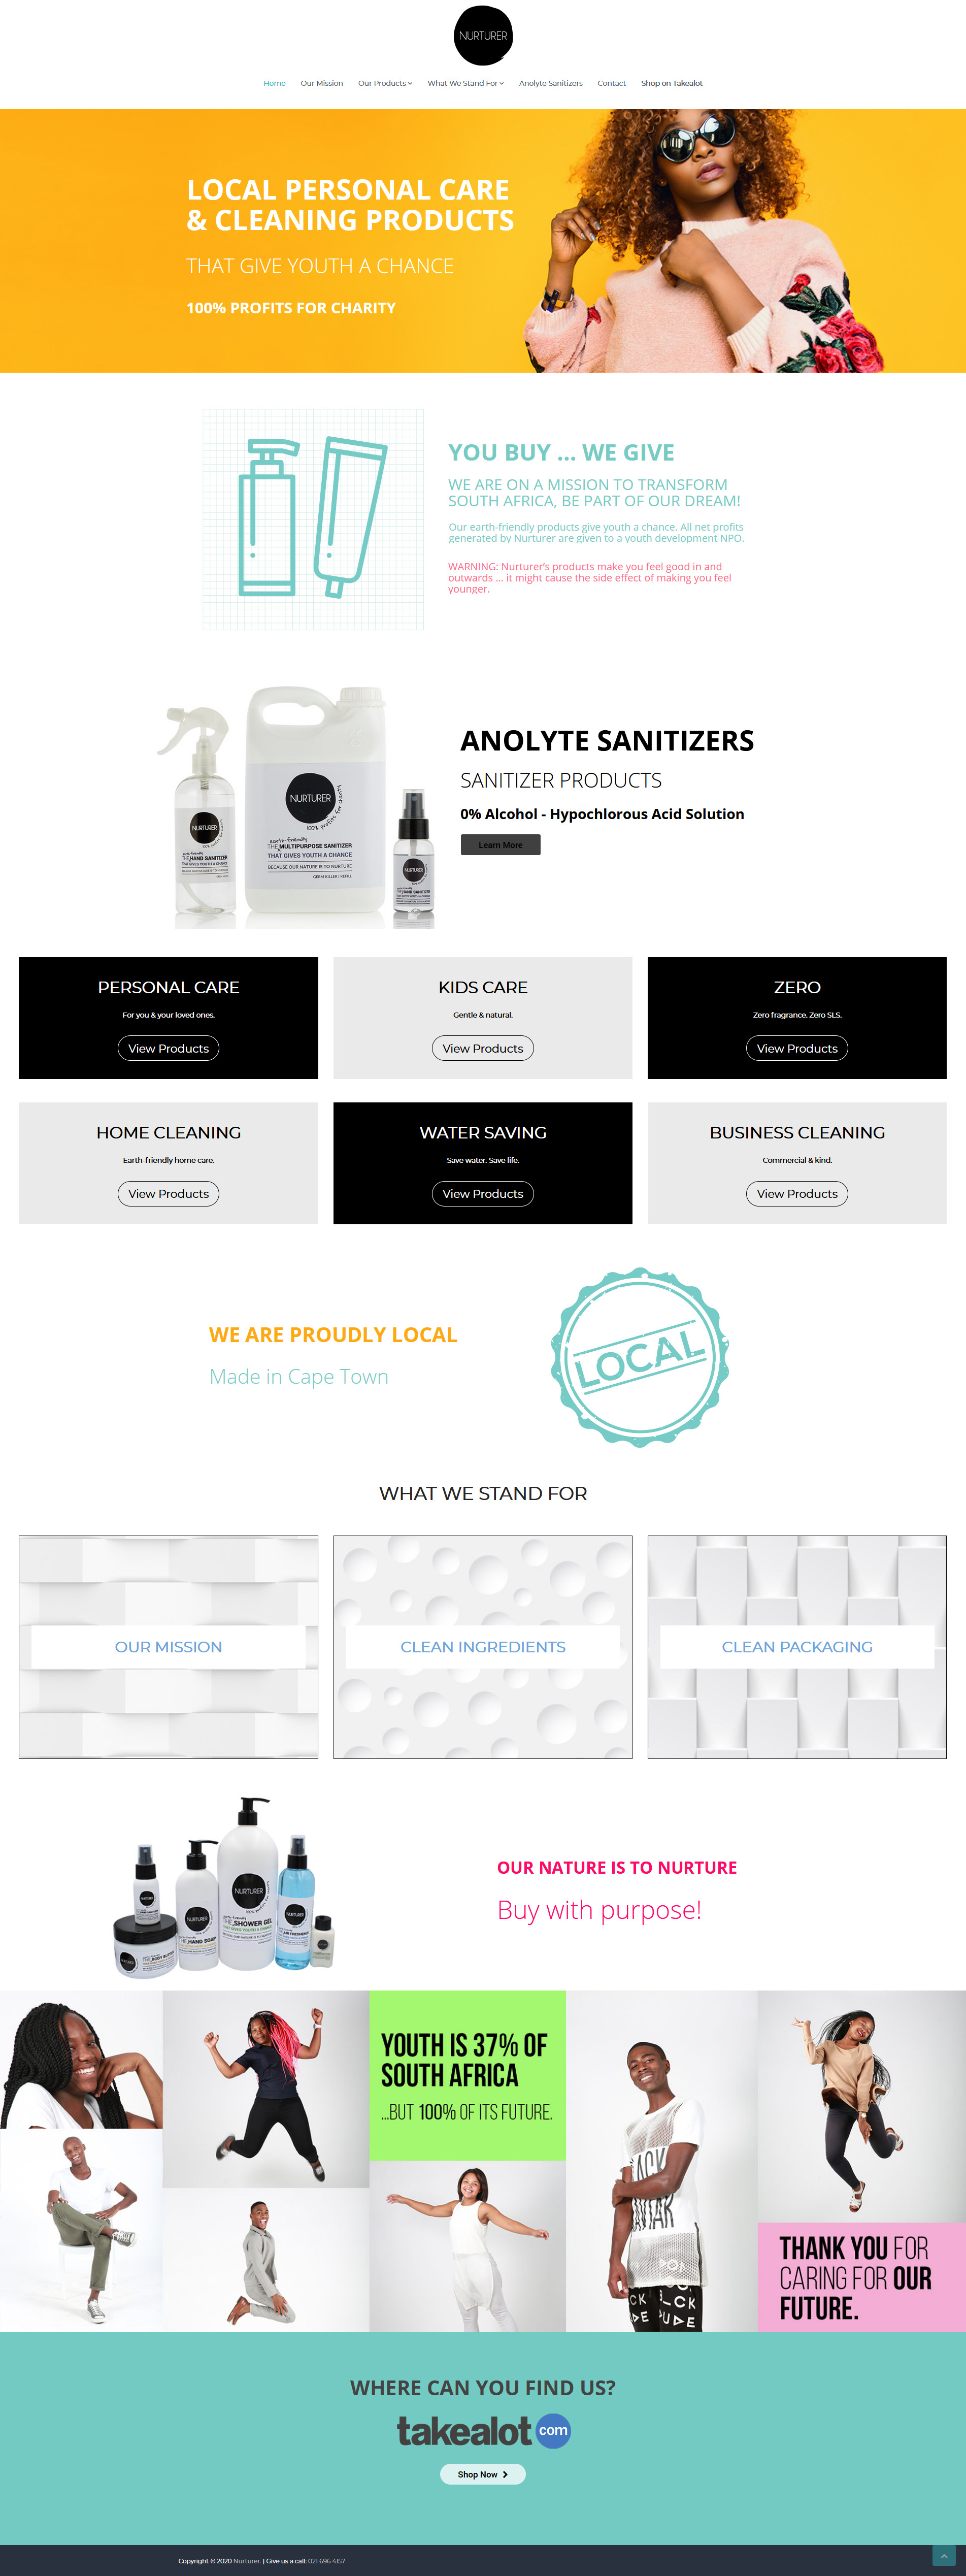 NURTURER
Home Our Mission Our Products What We Stand For Anolyte Sanitizers Contact Shop on Takealot
LOCAL PERSONAL CARE
& CLEANING PRODUCTS
THAT GIVE YOUTH A CHANCE
100% PROFITS FOR CHARITY
YOU BUY ... WE GIVE
WE ARE ON A MISSION TO TRANSFORM
SOUTH AFRICA, BE PART OF OUR DREAM!
Our earth-friendly products give youth a chance. All net profits
generated by Nurturer are given to a youth development NPO.
WARNING: Nurturer's products make you feel good in and
outwards ... it might cause the side effect of making you feel
younger.
NURTURER
100% profits for charity
earth-friendly
THE MULTIPURPOSE SANITIZER
THAT GIVES YOUTH A CHANCE
BECAUSE OUR NATURE IS TO NURTURE
GERM KILLER | REFILL
NURTURER
THE HAND SANITIZER
THAT GIVES YOUTH A CHANCE
NURTURER
THE HAND SANITIZER
ANOLYTE SANITIZERS
SANITIZER PRODUCTS
0% Alcohol - Hypochlorous Acid Solution
Learn More
PERSONAL CARE
For you & your loved ones.
View Products
KIDS CARE
Gentle & natural.
View Products
ZERO
Zero fragrance. Zero SLS.
View Products
HOME CLEANING
Earth-friendly home care.
View Products
WATER SAVING
Save water. Save life.
View Products
BUSINESS CLEANING
Commercial & kind.
View Products
WE ARE PROUDLY LOCAL
Made in Cape Town
LOCAL
WHAT WE STAND FOR
OUR MISSION
CLEAN INGREDIENTS
CLEAN PACKAGING
NURTURER
THE HAND SOAP
NURTURER
THE SHOWER GEL
THAT GIVES YOUTH A CHANCE
OUR NATURE IS TO NURTURE
Buy with purpose!
YOUTH IS 37% OF
SOUTH AFRICA
...BUT 100% OF ITS FUTURE.
THANK YOU FOR
CARING FOR OUR
FUTURE.
WHERE CAN YOU FIND US?
takealot com
Shop Now
Copyright © 2020 Nurturer. | Give us a call: 021 696 4157